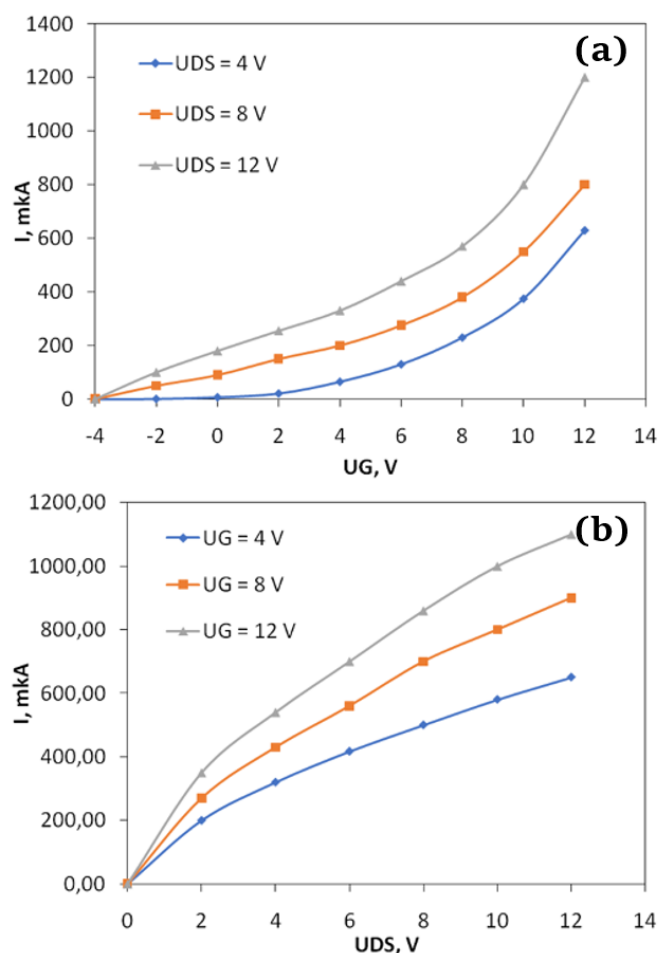 (a)
UDS = 4 V
UDS = 8 V
UDS = 12 V
1400
1200
1000
800
600
400
200
0
I, mkA
-4 -2 0 2 4 6 8 10 12 14
UG, V
(b)
UG = 4 V
UG = 8 V
UG = 12 V
1200,00
1000,00
800,00
600,00
400,00
200,00
0,00
I, mkA
0 2 4 6 8 10 12 14
UDS, V